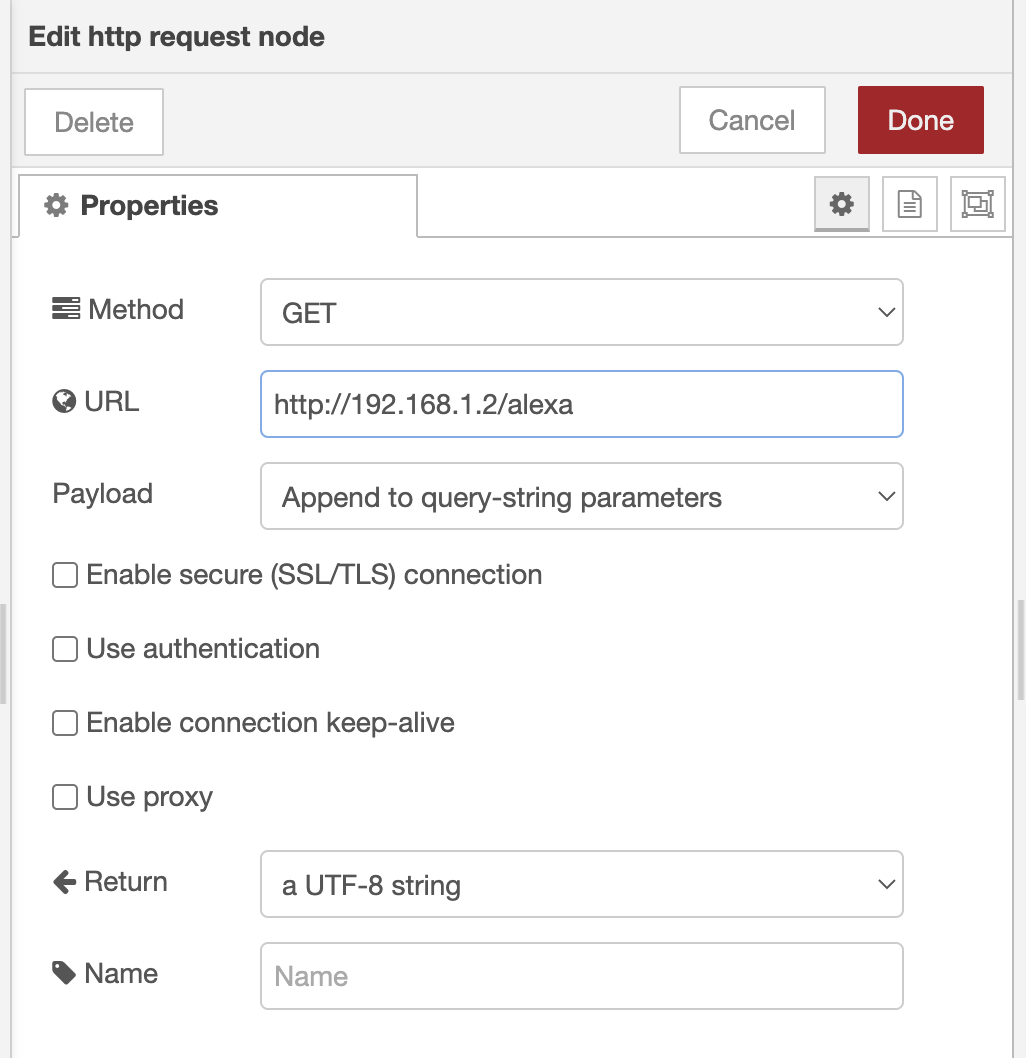 Edit http request node
Delete
Cancel
Done
Properties
Method
GET
URL
http://192.168.1.2/alexa
Payload
Append to query-string parameters
Enable secure (SSL/TLS) connection
Use authentication
Enable connection keep-alive
Use proxy
Return
a UTF-8 string
Name
Name